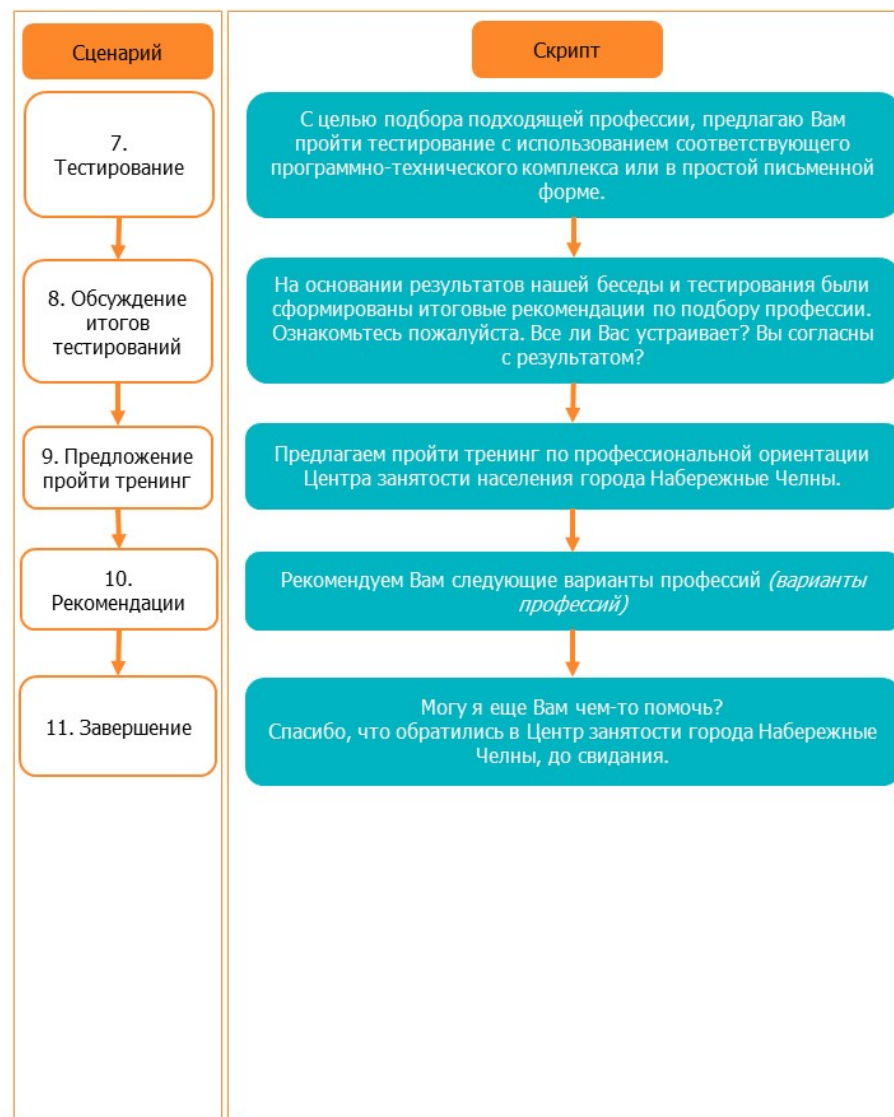 Сценарий
Скрипт
7.
Тестирование
С целью подбора подходящей профессии, предлагаю Вам
пройти тестирование с использованием соответствующего
программно-технического комплекса или в простой письменной
форме.
8. Обсуждение
итогов
тестирований
На основании результатов нашей беседы и тестирования были
сформированы итоговые рекомендации по подбору профессии.
Ознакомьтесь пожалуйста. Все ли Вас устраивает? Вы согласны
с результатом?
9. Предложение
пройти тренинг
Предлагаем пройти тренинг по профессиональной ориентации
Центра занятости населения города Набережные Челны.
10.
Рекомендации
Рекомендуем Вам следующие варианты профессий (варианты
профессий)
11. Завершение
Могу я еще Вам чем-то помочь?
Спасибо, что обратились в Центр занятости города Набережные
Челны, до свидания.